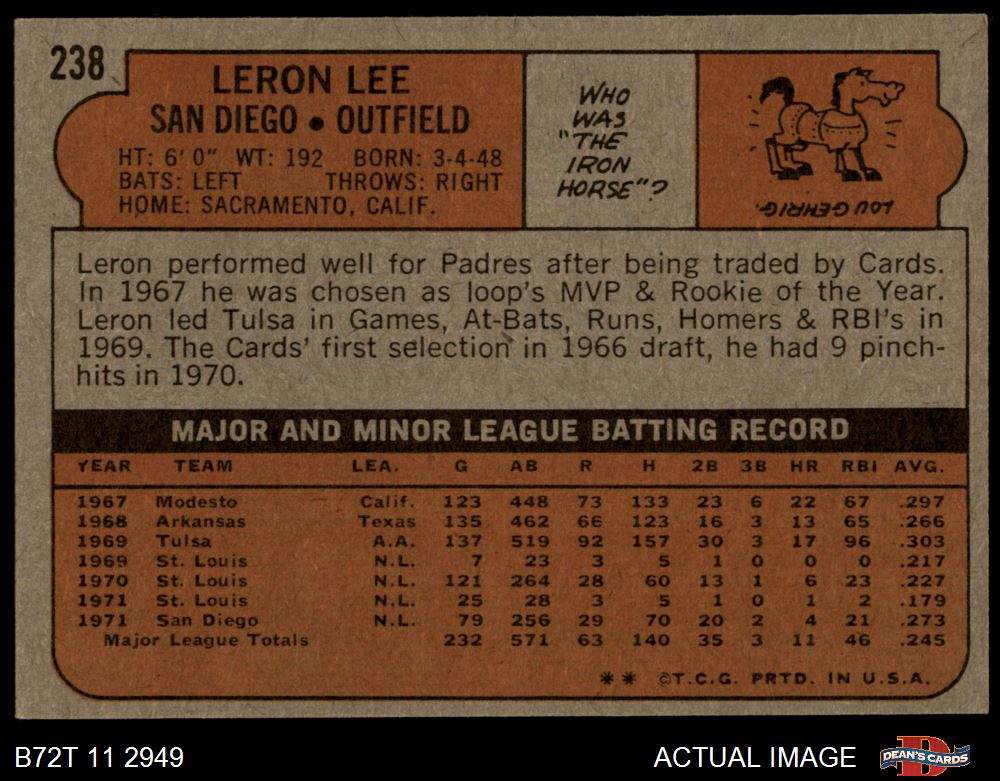 238
LERON LEE
SAN DIEGO • OUTFIELD
HT: 6' 0" WT: 192 BORN: 3-4-48
BATS: LEFT THROWS: RIGHT
HOME: SACRAMENTO, CALIF.
WHO
WAS
"THE
IRON
HORSE"?
LOU GEHRIG.
Leron performed well for Padres after being traded by Cards.
In 1967 he was chosen as loop's MVP & Rookie of the Year.
Leron led Tulsa in Games, At-Bats, Runs, Homers & RBI's in
1969. The Cards' first selection in 1966 draft, he had 9 pinch-
hits in 1970.
MAJOR AND MINOR LEAGUE BATTING RECORD
YEAR TEAM LEA. G AB R H 2B 3B HR RBI AVG.
1967 Modesto Calif. 123 448 73 133 23 6 22 67 .297
1968 Arkansas Texas 135 462 66 123 16 3 13 65 .266
1969 Tulsa A.A. 137 519 92 157 30 3 17 96 .303
1969 St. Louis N.L. 7 23 3 5 1 0 0 0 .217
1970 St. Louis N.L. 121 264 28 60 13 1 6 23 .227
1971 St. Louis N.L. 25 28 3 5 1 0 1 2 .179
1971 San Diego N.L. 79 256 29 70 20 2 4 21 .273
Major League Totals 232 571 63 140 35 3 11 46 .245
** ©T.C.G. PRTD. IN U.S.A.
B72T 11 2949
ACTUAL IMAGE
DEAN'S CARDS